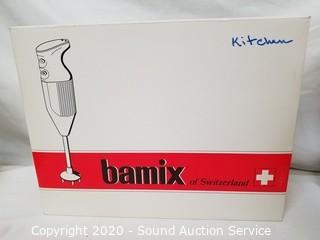 Kitchen
bamix of Switzerland
Copyright 2020 - Sound Auction Service